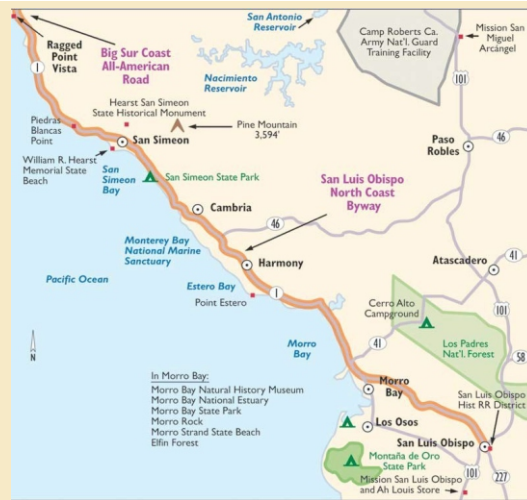 San Antonio
Reservoir
Camp Roberts Ca.
Army Nat'l. Guard
Training Facility
Mission San
Miguel
Arcángel
Ragged
Point
Vista
Big Sur Coast
All-American
Road
1
101
Nacimiento
Reservoir
Hearst San Simeon
State Historical Monument
Pine Mountain
3,594'
Piedras
Blancas
Point
San Simeon
Paso
Robles
46
William R. Hearst
Memorial State
Beach
San
Simeon
Bay
San Simeon State Park
San Luis Obispo
North Coast
Byway
Cambria
46
Monterey Bay
National Marine
Sanctuary
Harmony
Atascadero
41
Pacific Ocean
Estero Bay
Point Estero
1
Cerro Alto
Campground
101
N
Morro
Bay
41
Los Padres
Nat'l. Forest
58
In Morro Bay:
Morro Bay Natural History Museum
Morro Bay National Estuary
Morro Bay State Park
Morro Rock
Morro Strand State Beach
Elfin Forest
Morro
Bay
San Luis Obispo
Hist RR District
Los Osos
San Luis Obispo
Montaña de Oro
State Park
101
227
Mission San Luis Obispo
and Ah Louis Store